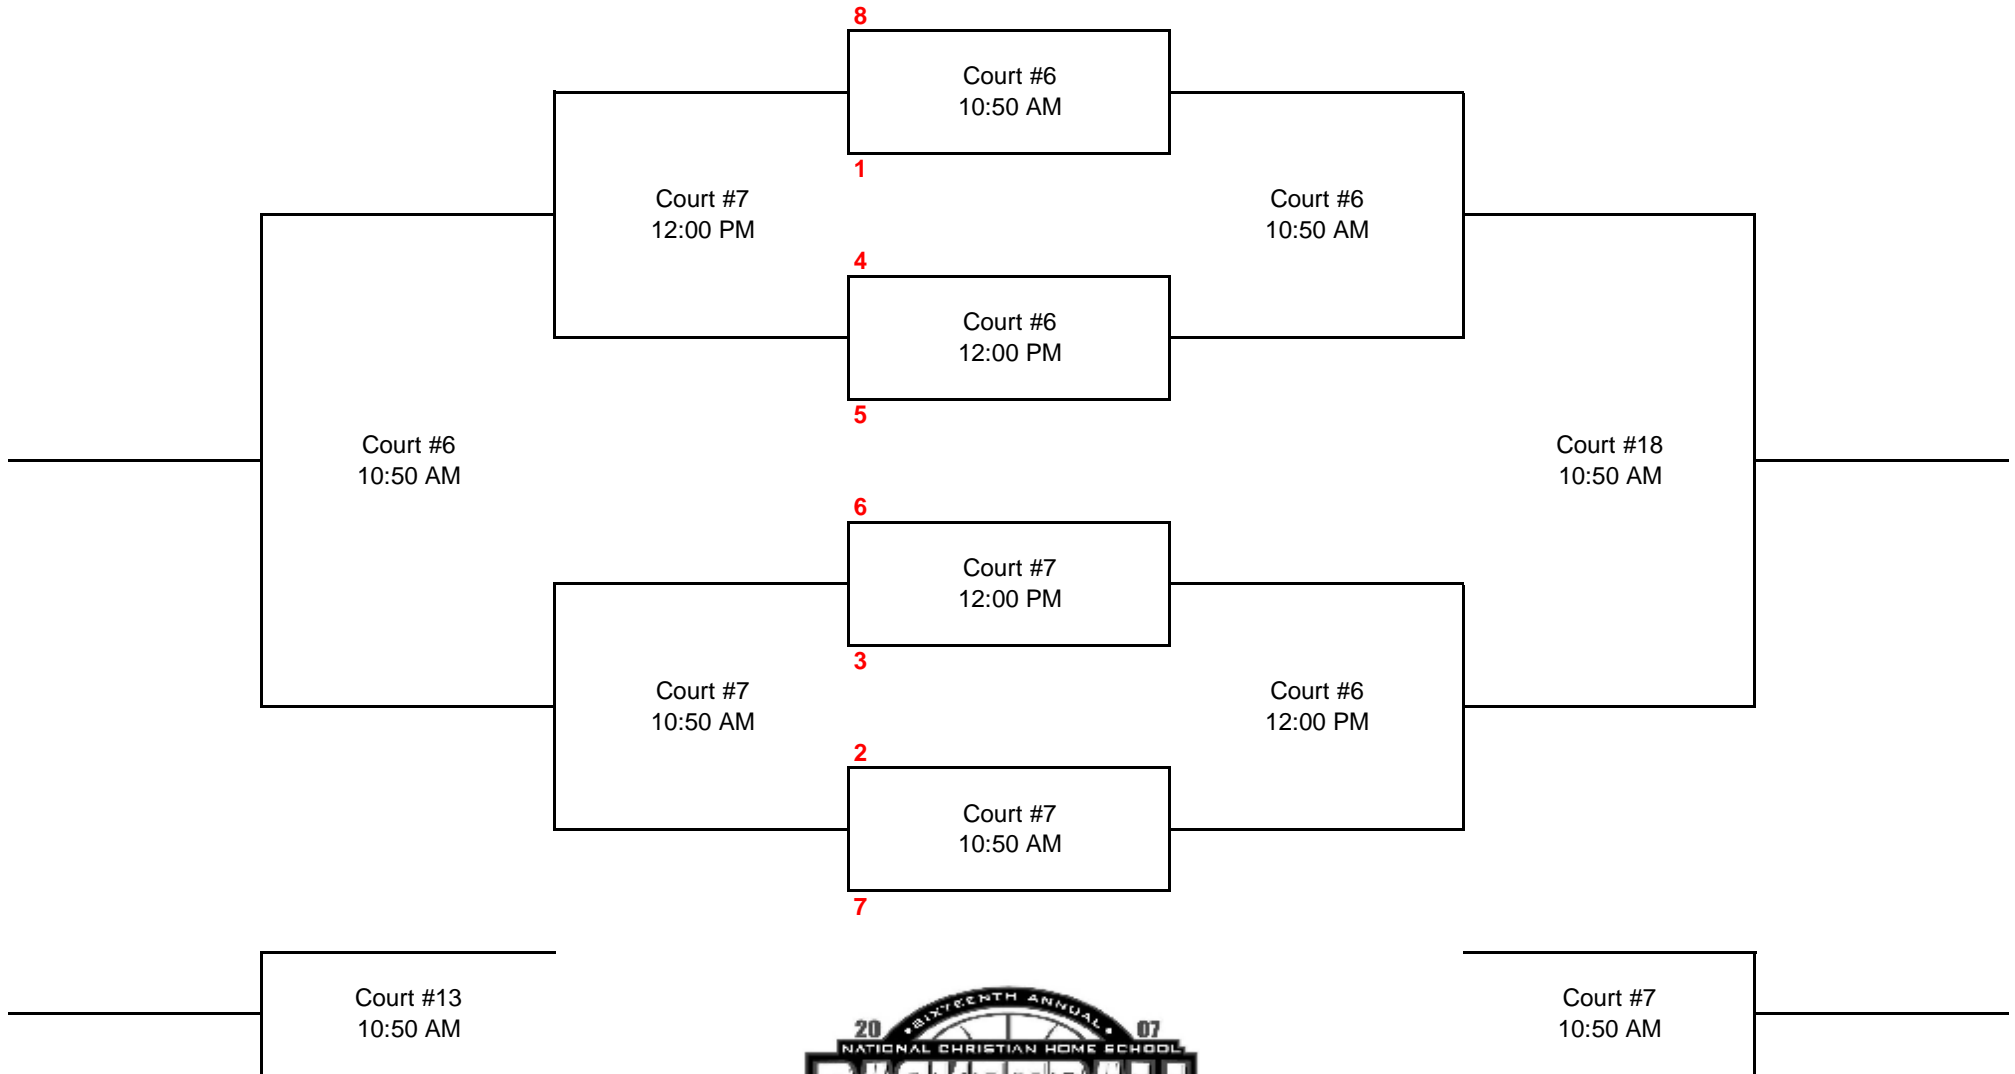 8
Court #6
10:50 AM
1
Court #7
12:00 PM
Court #6
10:50 AM
4
Court #6
12:00 PM
5
Court #6
10:50 AM
Court #18
10:50 AM
6
Court #7
12:00 PM
3
Court #7
10:50 AM
Court #6
12:00 PM
2
Court #7
10:50 AM
7
Court #13
10:50 AM
Court #7
10:50 AM
SIXTEENTH ANNUAL
20 07
NATIONAL CHRISTIAN HOME SCHOOL